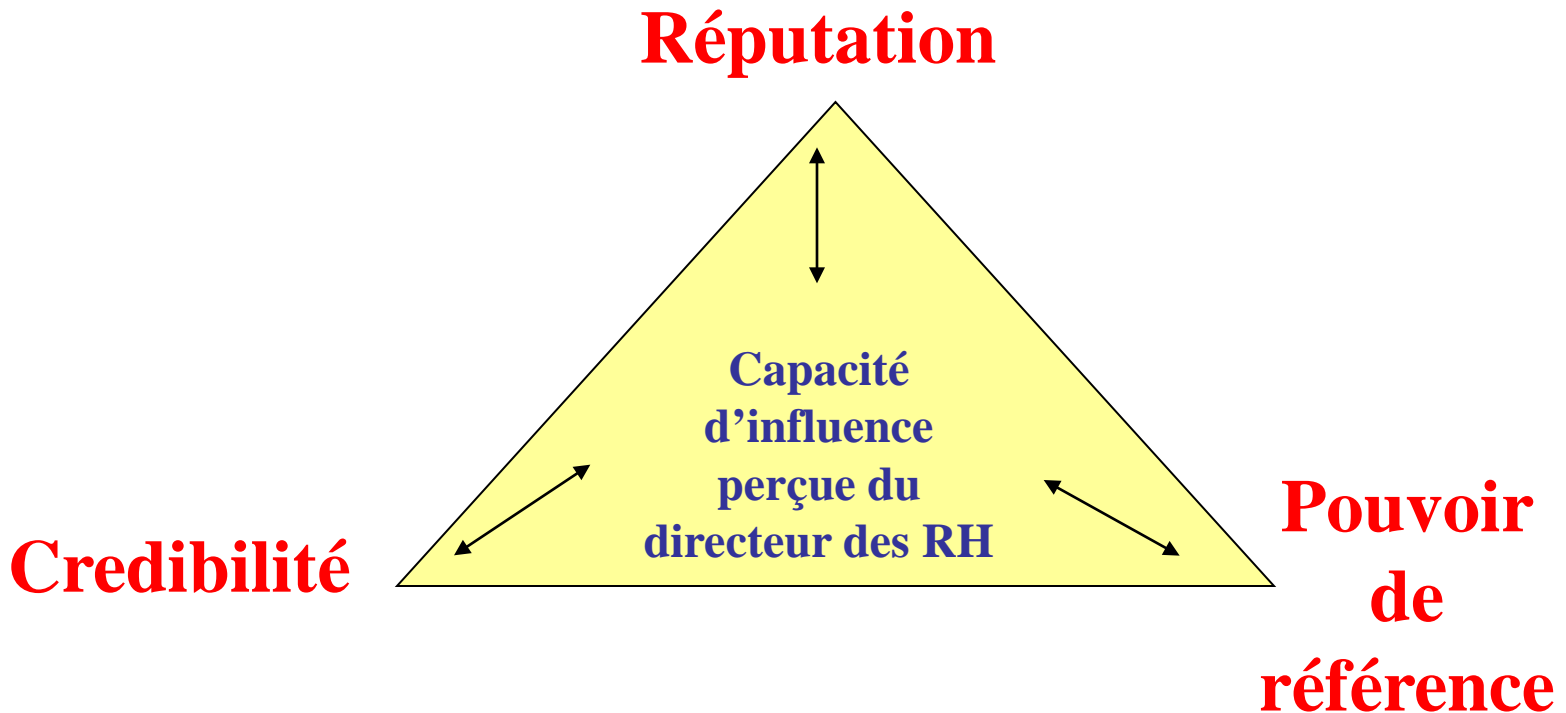 Réputation
Capacité
d’influence
perçue du
directeur des RH
Credibilité
Pouvoir
de
référence